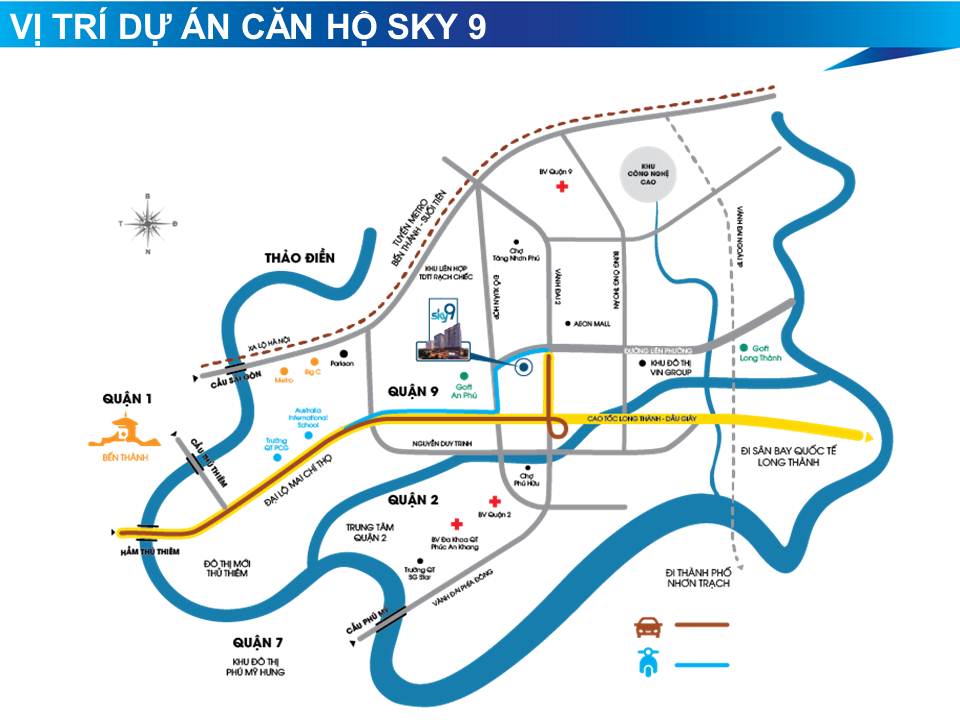 VỊ TRÍ DỰ ÁN CĂN HỘ SKY 9
B
T
Đ
N
BV Quận 9
KHU
CÔNG NGHỆ
CAO
TUYẾN METRO
BẾN THÀNH - SUỐI TIÊN
VÀNH ĐAI NGOÀI TP
THẢO ĐIỀN
KHU LIÊN HỢP
TDTT RẠCH CHIẾC
Chợ
Tăng Nhơn Phú
ĐỖ XUÂN HỢP
VÀNH ĐAI 2
BƯNG ÔNG THOÀN
sky9
AEON MALL
XA LỘ HÀ NỘI
CẦU SÀI GÒN
Parkson
Big C
Metro
ĐƯỜNG LIÊN PHƯỜNG
KHU ĐÔ THỊ
VIN GROUP
Golf
Long Thành
QUẬN 1
BẾN THÀNH
QUẬN 9
Golf
An Phú
Australia
International
School
Trường
QT PCG
CAO TỐC LONG THÀNH - DẦU GIÂY
NGUYỄN DUY TRINH
CẦU THỦ THIÊM
ĐẠI LỘ MAI CHÍ THỌ
ĐI SÂN BAY QUỐC TẾ
LONG THÀNH
Chợ
Phú Hữu
QUẬN 2
BV Quận 2
TRUNG TÂM
QUẬN 2
BV Đa Khoa QT
Phúc An Khang
HẦM THỦ THIÊM
ĐÔ THỊ MỚI
THỦ THIÊM
Trường QT
SG Star
VÀNH ĐAI PHÍA ĐÔNG
ĐI THÀNH PHỐ
NHƠN TRẠCH
CẦU PHÚ MỸ
QUẬN 7
KHU ĐÔ THỊ
PHÚ MỸ HƯNG